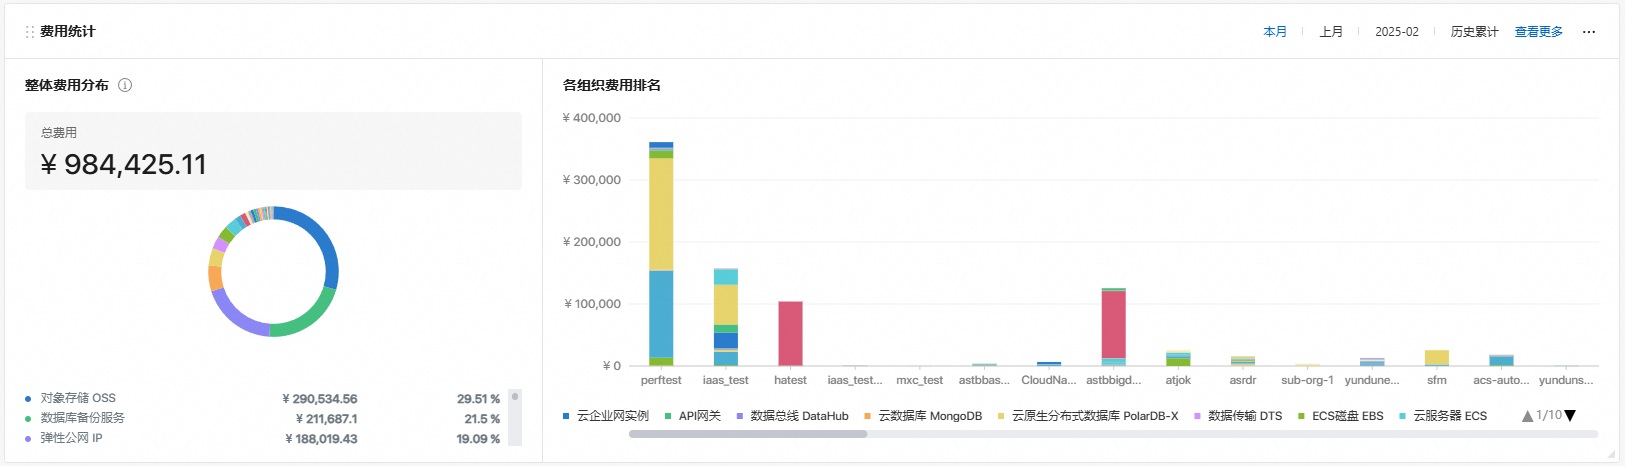 费用统计
本月 上月 2025-02 历史累计 查看更多 ...
整体费用分布
总费用
¥ 984,425.11
对象存储 OSS ¥ 290,534.56 29.51 %
数据库备份服务 ¥ 211,687.1 21.5 %
弹性公网 IP ¥ 188,019.43 19.09 %
各组织费用排名
¥ 400,000
¥ 300,000
¥ 200,000
¥ 100,000
¥ 0
perftest iaas_test hatest iaas_test... mxc_test astbbas... CloudNa... astbbigd... atjok asrdr sub-org-1 yundune... sfm acs-auto... yunduns...
云企业网实例 API网关 数据总线 DataHub 云数据库 MongoDB 云原生分布式数据库 PolarDB-X 数据传输 DTS ECS磁盘 EBS 云服务器 ECS 1/10